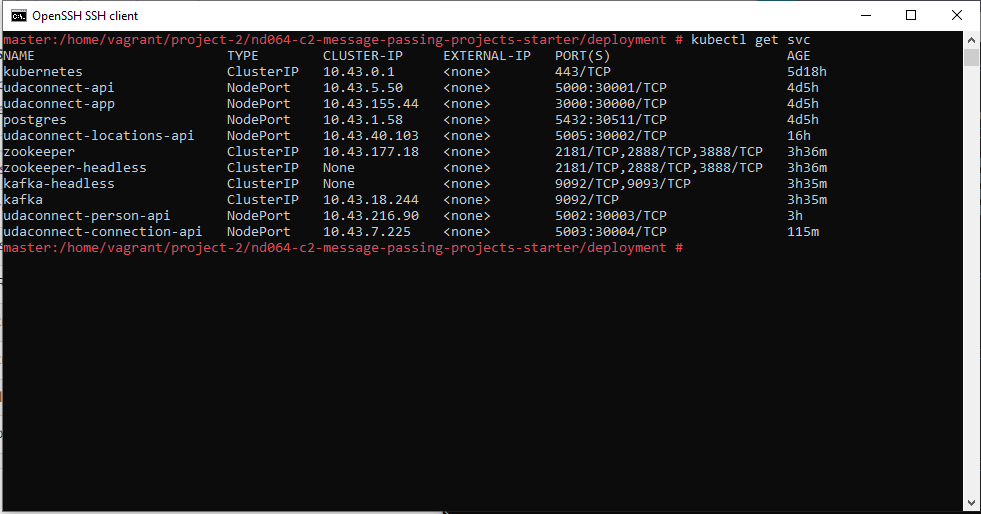 OpenSSH SSH client
master:/home/vagrant/project-2/nd064-c2-message-passing-projects-starter/deployment # kubectl get svc
NAME TYPE CLUSTER-IP EXTERNAL-IP PORT(S) AGE
kubernetes ClusterIP 10.43.0.1 <none> 443/TCP 5d18h
udaconnect-api NodePort 10.43.5.50 <none> 5000:30001/TCP 4d5h
udaconnect-app NodePort 10.43.155.44 <none> 3000:30000/TCP 4d5h
postgres NodePort 10.43.1.58 <none> 5432:30511/TCP 4d5h
udaconnect-locations-api NodePort 10.43.40.103 <none> 5005:30002/TCP 16h
zookeeper ClusterIP 10.43.177.18 <none> 2181/TCP,2888/TCP,3888/TCP 3h36m
zookeeper-headless ClusterIP None <none> 2181/TCP,2888/TCP,3888/TCP 3h36m
kafka-headless ClusterIP None <none> 9092/TCP,9093/TCP 3h35m
kafka ClusterIP 10.43.18.244 <none> 9092/TCP 3h35m
udaconnect-person-api NodePort 10.43.216.90 <none> 5002:30003/TCP 3h
udaconnect-connection-api NodePort 10.43.7.225 <none> 5003:30004/TCP 115m
master:/home/vagrant/project-2/nd064-c2-message-passing-projects-starter/deployment #